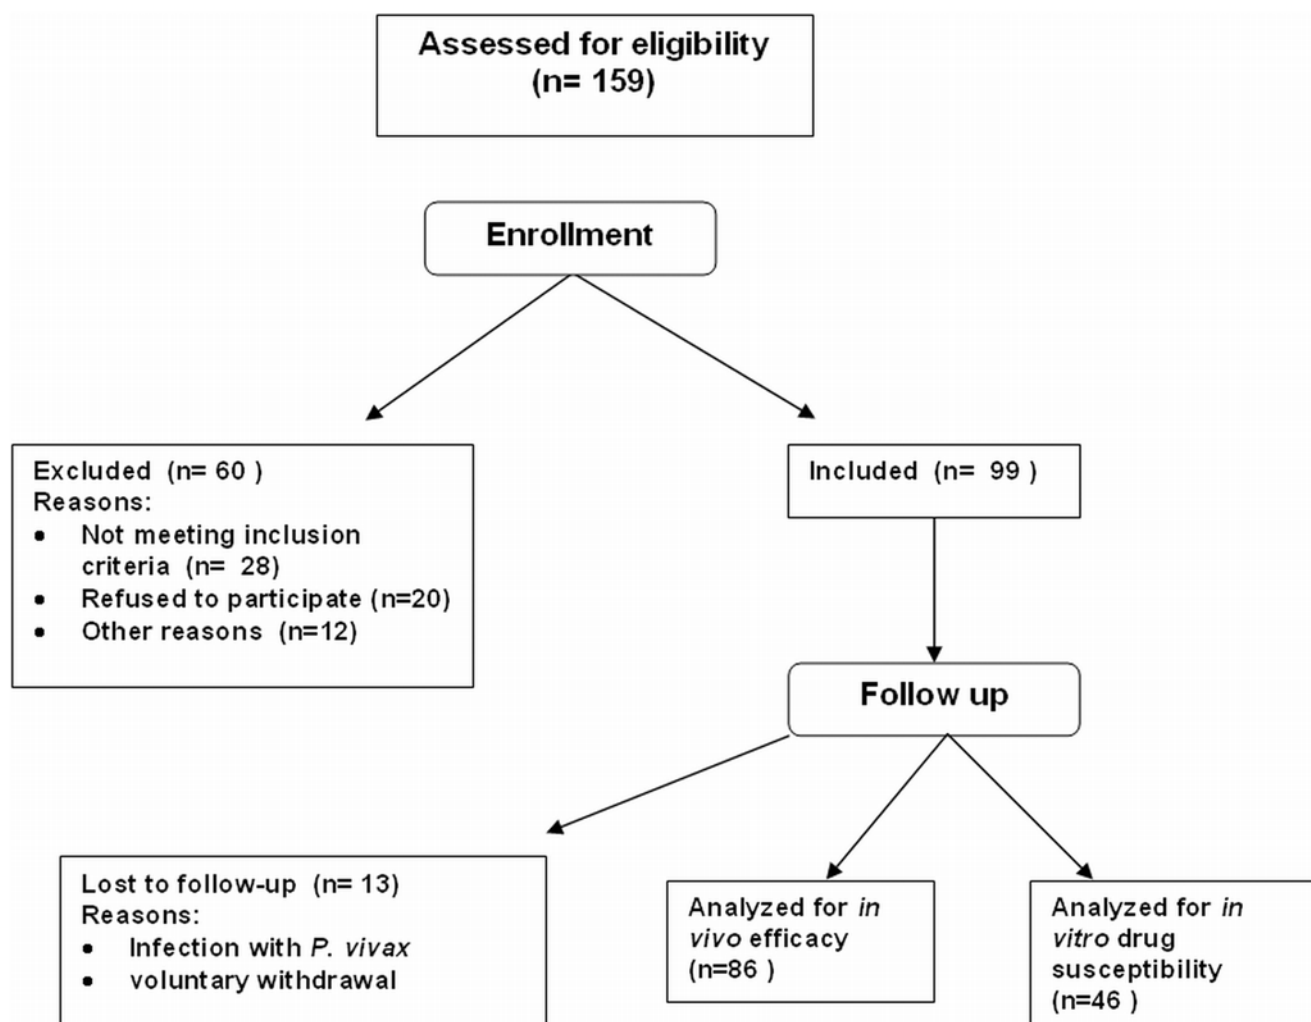 Assessed for eligibility
(n= 159)
Enrollment
Excluded (n= 60 )
Reasons:
• Not meeting inclusion
criteria (n= 28)
• Refused to participate (n=20)
• Other reasons (n=12)
Included (n= 99 )
Follow up
Lost to follow-up (n= 13)
Reasons:
• Infection with P. vivax
• voluntary withdrawal
Analyzed for in
vivo efficacy
(n=86 )
Analyzed for in
vitro drug
susceptibility
(n=46 )